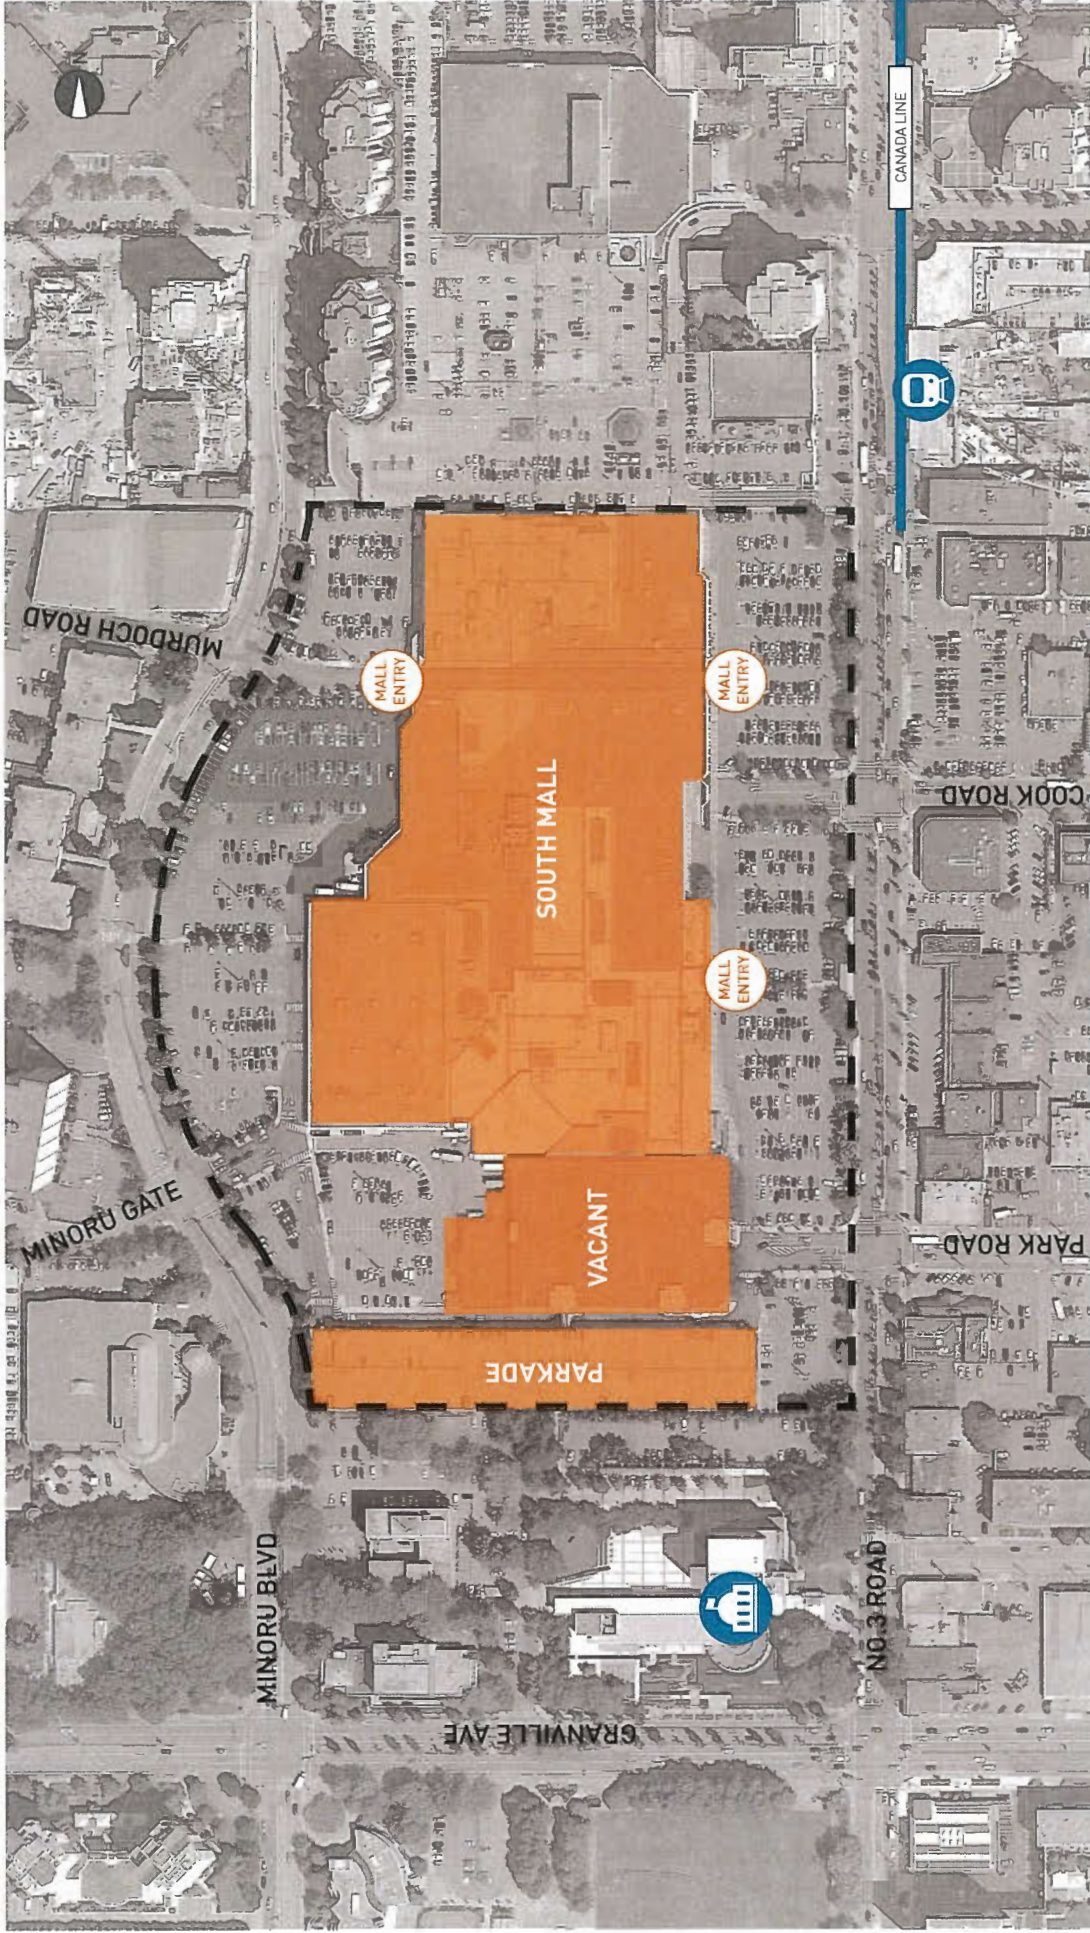 N
CANADA LINE
MURDOCH ROAD
MALL
ENTRY
MALL
ENTRY
SOUTH MALL
COOK ROAD
MALL
ENTRY
MINORU GATE
VACANT
PARK ROAD
PARKADE
MINORU BLVD
NO.3 ROAD
GRANVILLE AVE